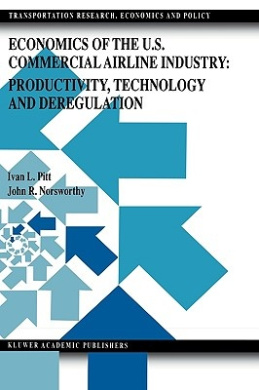 TRANSPORTATION RESEARCH, ECONOMICS AND POLICY
ECONOMICS OF THE U.S.
COMMERCIAL AIRLINE INDUSTRY:
PRODUCTIVITY, TECHNOLOGY
AND DEREGULATION
Ivan L. Pitt
John R. Norsworthy
KLUWER ACADEMIC PUBLISHERS